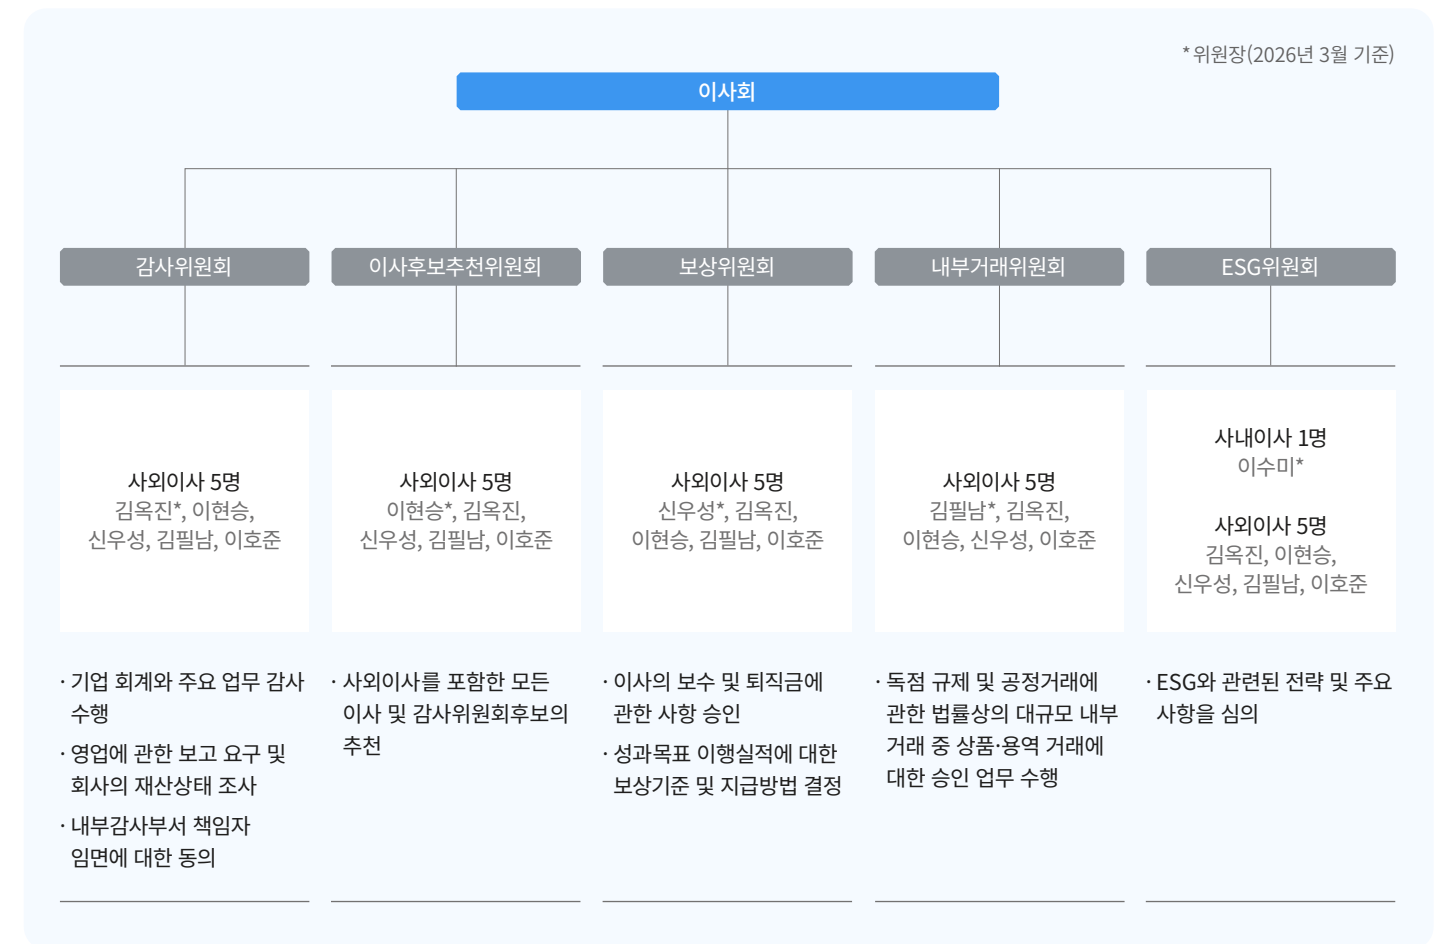 *위원장(2026년 3월 기준)
이사회
감사위원회
이사후보추천위원회
보상위원회
내부거래위원회
ESG위원회
사외이사 5명
김옥진*, 이현승,
신우성, 김필남, 이호준
사외이사 5명
이현승*, 김옥진,
신우성, 김필남, 이호준
사외이사 5명
신우성*, 김옥진,
이현승, 김필남, 이호준
사외이사 5명
김필남*, 김옥진,
이현승, 신우성, 이호준
사내이사 1명
이수미*
사외이사 5명
김옥진, 이현승,
신우성, 김필남, 이호준
· 기업 회계와 주요 업무 감사
수행
· 영업에 관한 보고 요구 및
회사의 재산상태 조사
· 내부감사부서 책임자
임면에 대한 동의
· 사외이사를 포함한 모든
이사 및 감사위원회후보의
추천
· 이사의 보수 및 퇴직금에
관한 사항 승인
· 성과목표 이행실적에 대한
보상기준 및 지급방법 결정
· 독점 규제 및 공정거래에
관한 법률상의 대규모 내부
거래 중 상품·용역 거래에
대한 승인 업무 수행
· ESG와 관련된 전략 및 주요
사항을 심의